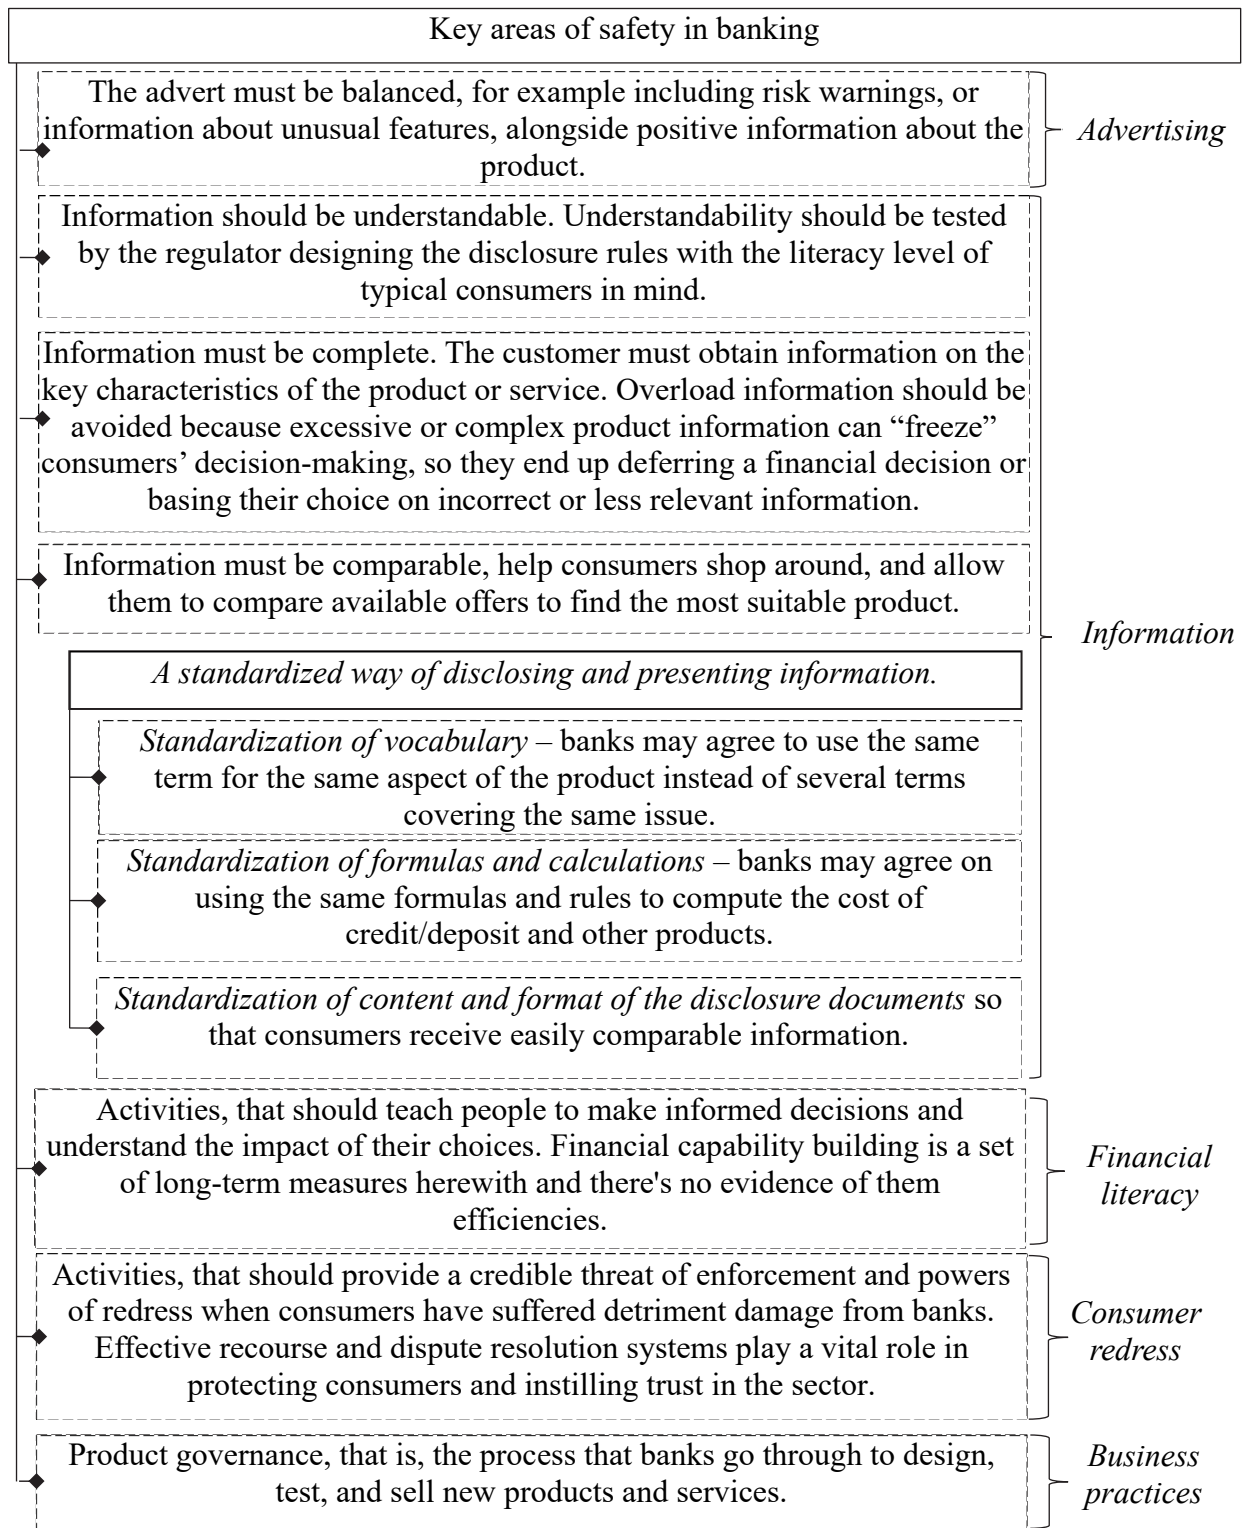 Key areas of safety in banking
The advert must be balanced, for example including risk warnings, or
information about unusual features, alongside positive information about the
product.
Advertising
Information should be understandable. Understandability should be tested
by the regulator designing the disclosure rules with the literacy level of
typical consumers in mind.
Information must be complete. The customer must obtain information on the
key characteristics of the product or service. Overload information should be
avoided because excessive or complex product information can “freeze”
consumers’ decision-making, so they end up deferring a financial decision or
basing their choice on incorrect or less relevant information.
Information must be comparable, help consumers shop around, and allow
them to compare available offers to find the most suitable product.
Information
A standardized way of disclosing and presenting information.
Standardization of vocabulary – banks may agree to use the same
term for the same aspect of the product instead of several terms
covering the same issue.
Standardization of formulas and calculations – banks may agree on
using the same formulas and rules to compute the cost of
credit/deposit and other products.
Standardization of content and format of the disclosure documents so
that consumers receive easily comparable information.
Activities, that should teach people to make informed decisions and
understand the impact of their choices. Financial capability building is a set
of long-term measures herewith and there's no evidence of them
efficiencies.
Financial
literacy
Activities, that should provide a credible threat of enforcement and powers
of redress when consumers have suffered detriment damage from banks.
Effective recourse and dispute resolution systems play a vital role in
protecting consumers and instilling trust in the sector.
Consumer
redress
Product governance, that is, the process that banks go through to design,
test, and sell new products and services.
Business
practices